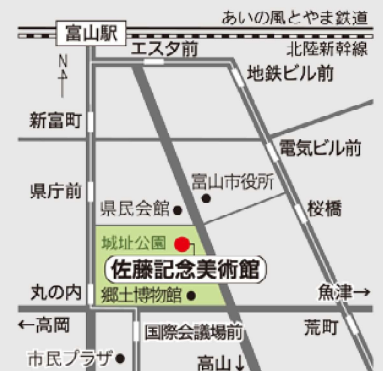 あいの風とやま鉄道
富山駅
エスタ前
北陸新幹線
N
地鉄ビル前
新富町
電気ビル前
県庁前
富山市役所
県民会館
桜橋
城址公園
佐藤記念美術館
丸の内
郷土博物館
魚津→
←高岡
国際会議場前
荒町
市民プラザ
高山↓